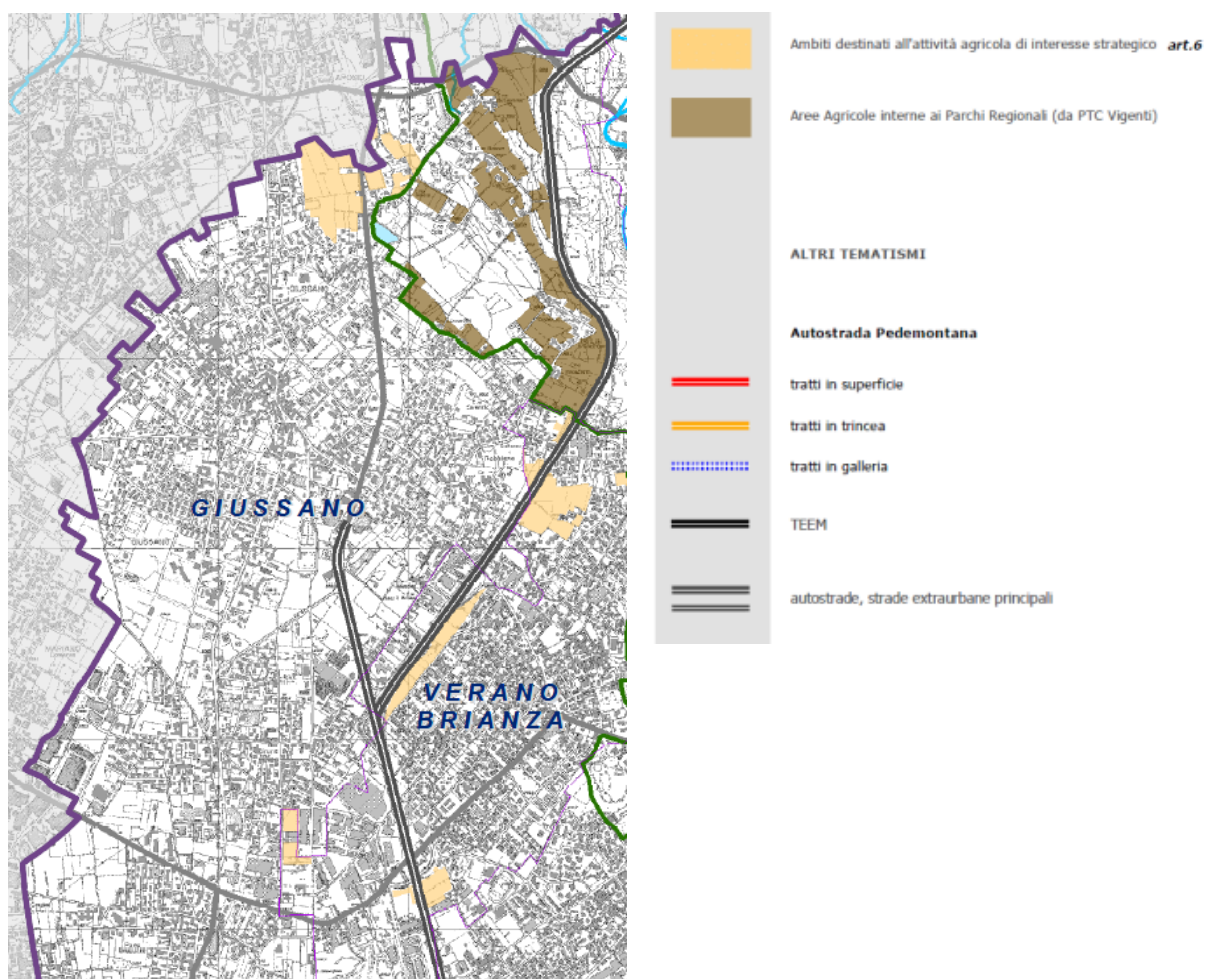 GIUSSANO
VERANO
BRIANZA
GIUSSANO
Ambiti destinati all'attività agricola di interesse strategico art.6
Aree Agricole interne ai Parchi Regionali (da PTC Vigenti)
ALTRI TEMATISMI
Autostrada Pedemontana
tratti in superficie
tratti in trincea
tratti in galleria
TEEM
autostrade, strade extraurbane principali